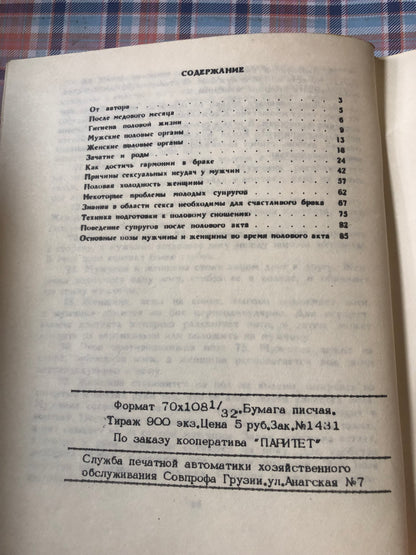 СОДЕРЖАНИЕ
От автора . . . . . . . . . . . 3
После медового месяца . . . . . . . . . . 5
Гигиена половой жизни . . . . . . . . . . 6
Мужские половые органы . . . . . . . . . . 9
Женские половые органы . . . . . . . . . . 13
Зачатие и роды . . . . . . . . . . . 18
Как достичь гармонии в браке . . . . . . . . 24
Причины сексуальных неудач у мужчин . . . . . . 42
Половая холодность женщины . . . . . . . . 57
Некоторые проблемы молодых супругов . . . . . . 62
Знания в области секса необходимы для счастливого брака 67
Техника подготовки к половому сношению . . . . . 75
Поведение супругов после полового акта . . . . . 82
Основные позы мужчины и женщины во время полового акта 85
Формат 70х108 1/32. Бумага писчая.
Тираж 900 экз.Цена 5 руб.Зак.№1431
По заказу кооператива "ПАРИТЕТ"
Служба печатной автоматики хозяйственного
обслуживания Совпрофа Грузии.ул.Анагская №7